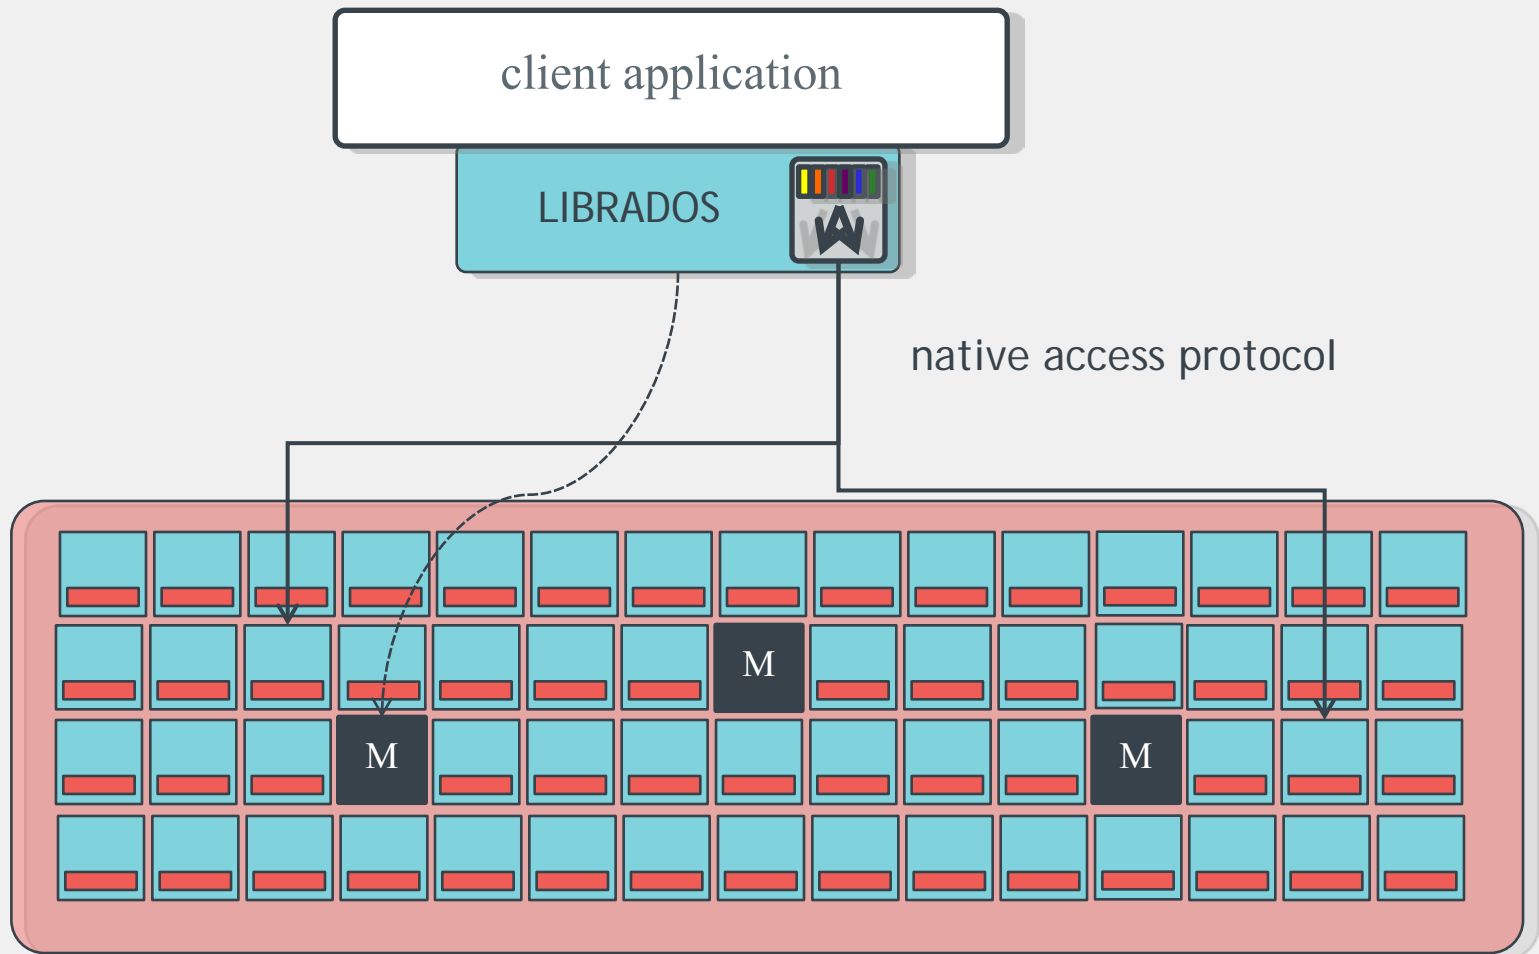 client application
LIBRADOS
native access protocol
M
M
M